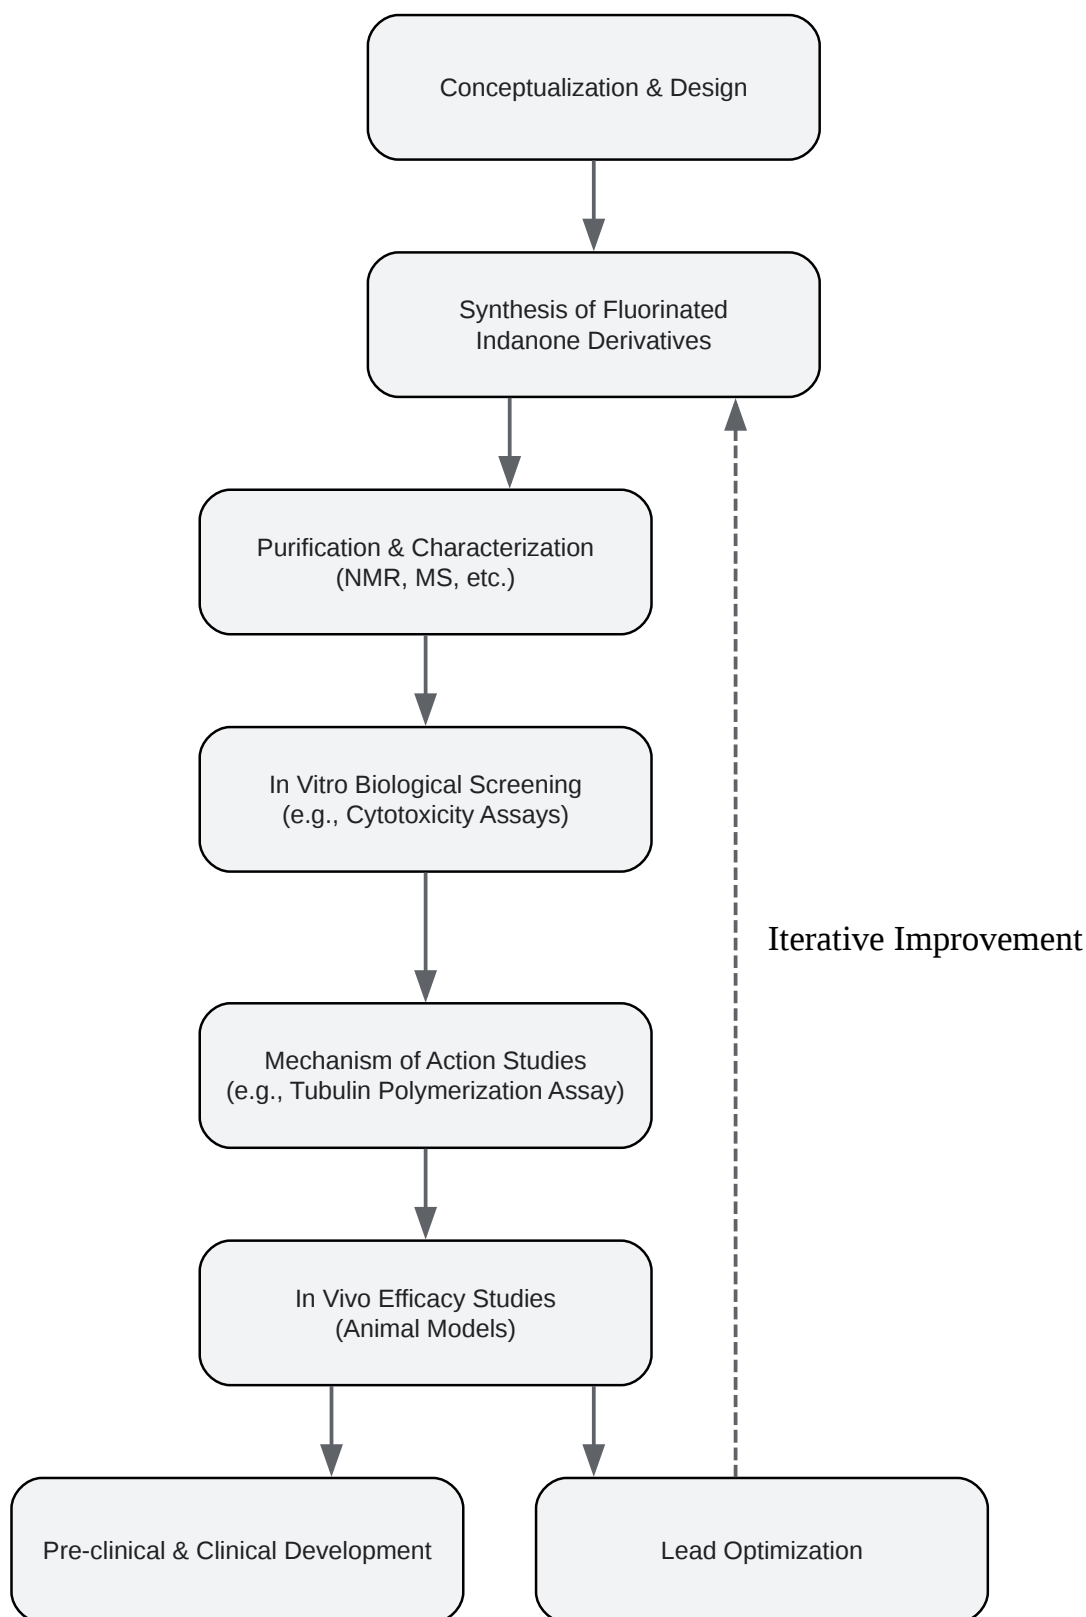 Conceptualization & Design
Synthesis of Fluorinated
Indanone Derivatives
Purification & Characterization
(NMR, MS, etc.)
In Vitro Biological Screening
(e.g., Cytotoxicity Assays)
Iterative Improvement
Mechanism of Action Studies
(e.g., Tubulin Polymerization Assay)
In Vivo Efficacy Studies
(Animal Models)
Pre-clinical & Clinical Development
Lead Optimization